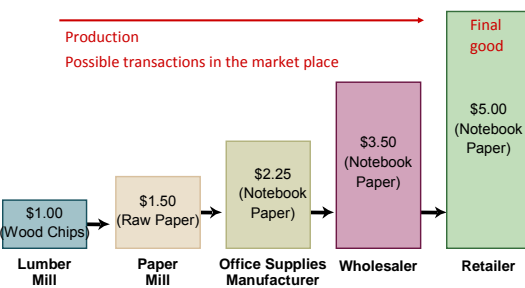 Production
Possible transactions in the market place
Final
good
$1.00
(Wood Chips)
$1.50
(Raw Paper)
$2.25
(Notebook
Paper)
$3.50
(Notebook
Paper)
$5.00
(Notebook
Paper)
Lumber
Mill
Paper
Mill
Office Supplies
Manufacturer
Wholesaler
Retailer